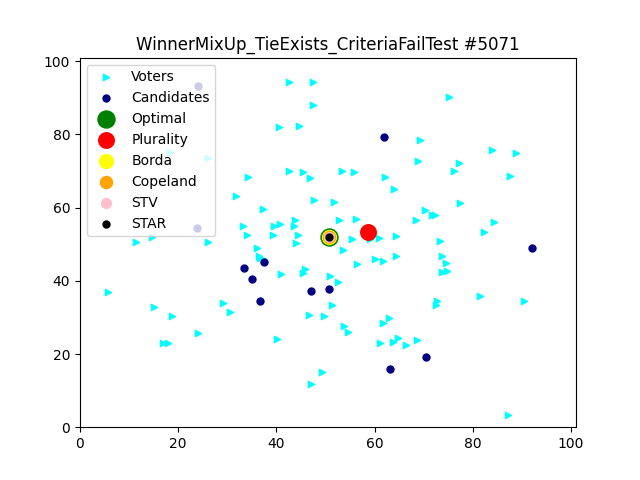 WinnerMixUp_TieExists_CriteriaFailTest #5071
100
80
60
40
20
0
0
20
40
60
80
100
Voters
Candidates
Optimal
Plurality
Borda
Copeland
STV
STAR